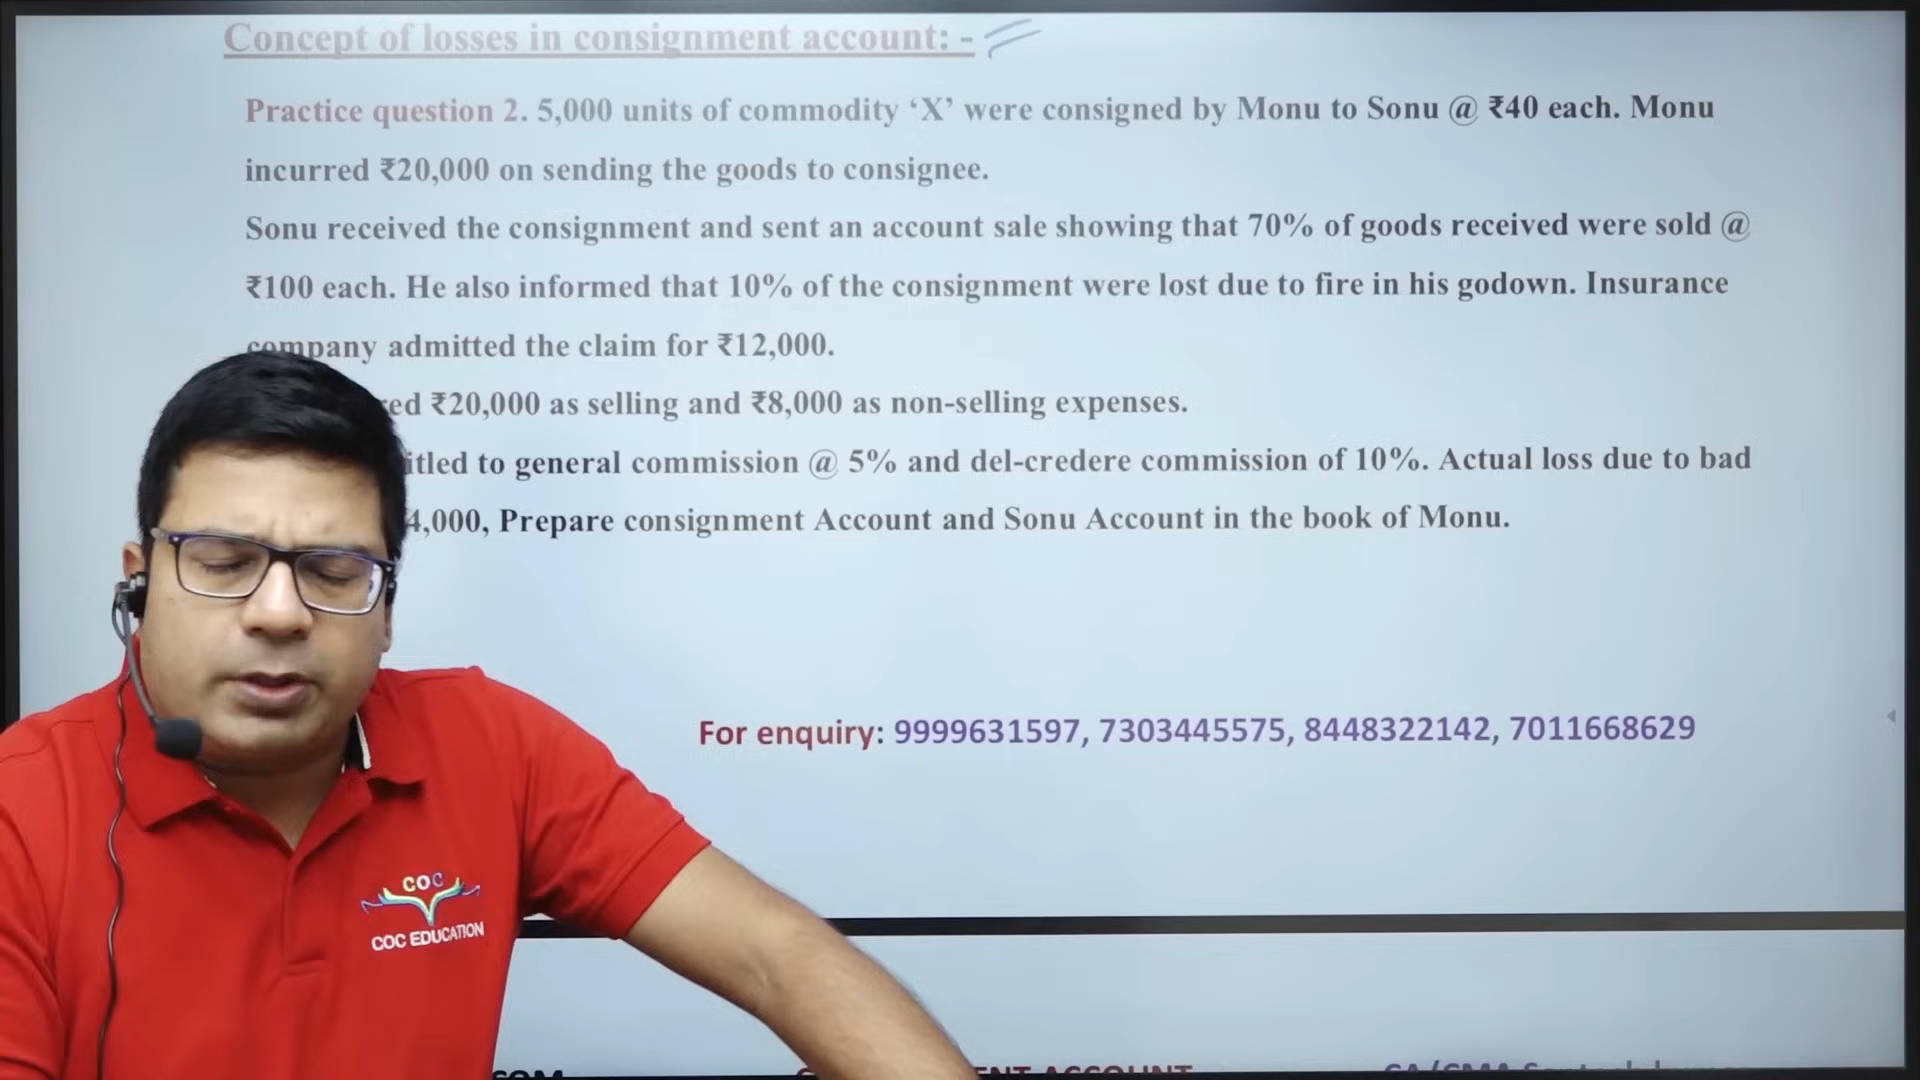 Concept of losses in consignment account: -
Practice question 2. 5,000 units of commodity ‘X’ were consigned by Monu to Sonu @ ₹40 each. Monu
incurred ₹20,000 on sending the goods to consignee.
Sonu received the consignment and sent an account sale showing that 70% of goods received were sold @
₹100 each. He also informed that 10% of the consignment were lost due to fire in his godown. Insurance
company admitted the claim for ₹12,000.
ed ₹20,000 as selling and ₹8,000 as non-selling expenses.
itled to general commission @ 5% and del-credere commission of 10%. Actual loss due to bad
4,000, Prepare consignment Account and Sonu Account in the book of Monu.
For enquiry: 9999631597, 7303445575, 8448322142, 7011668629
COC
COC EDUCATION
ENT ACCOUNT